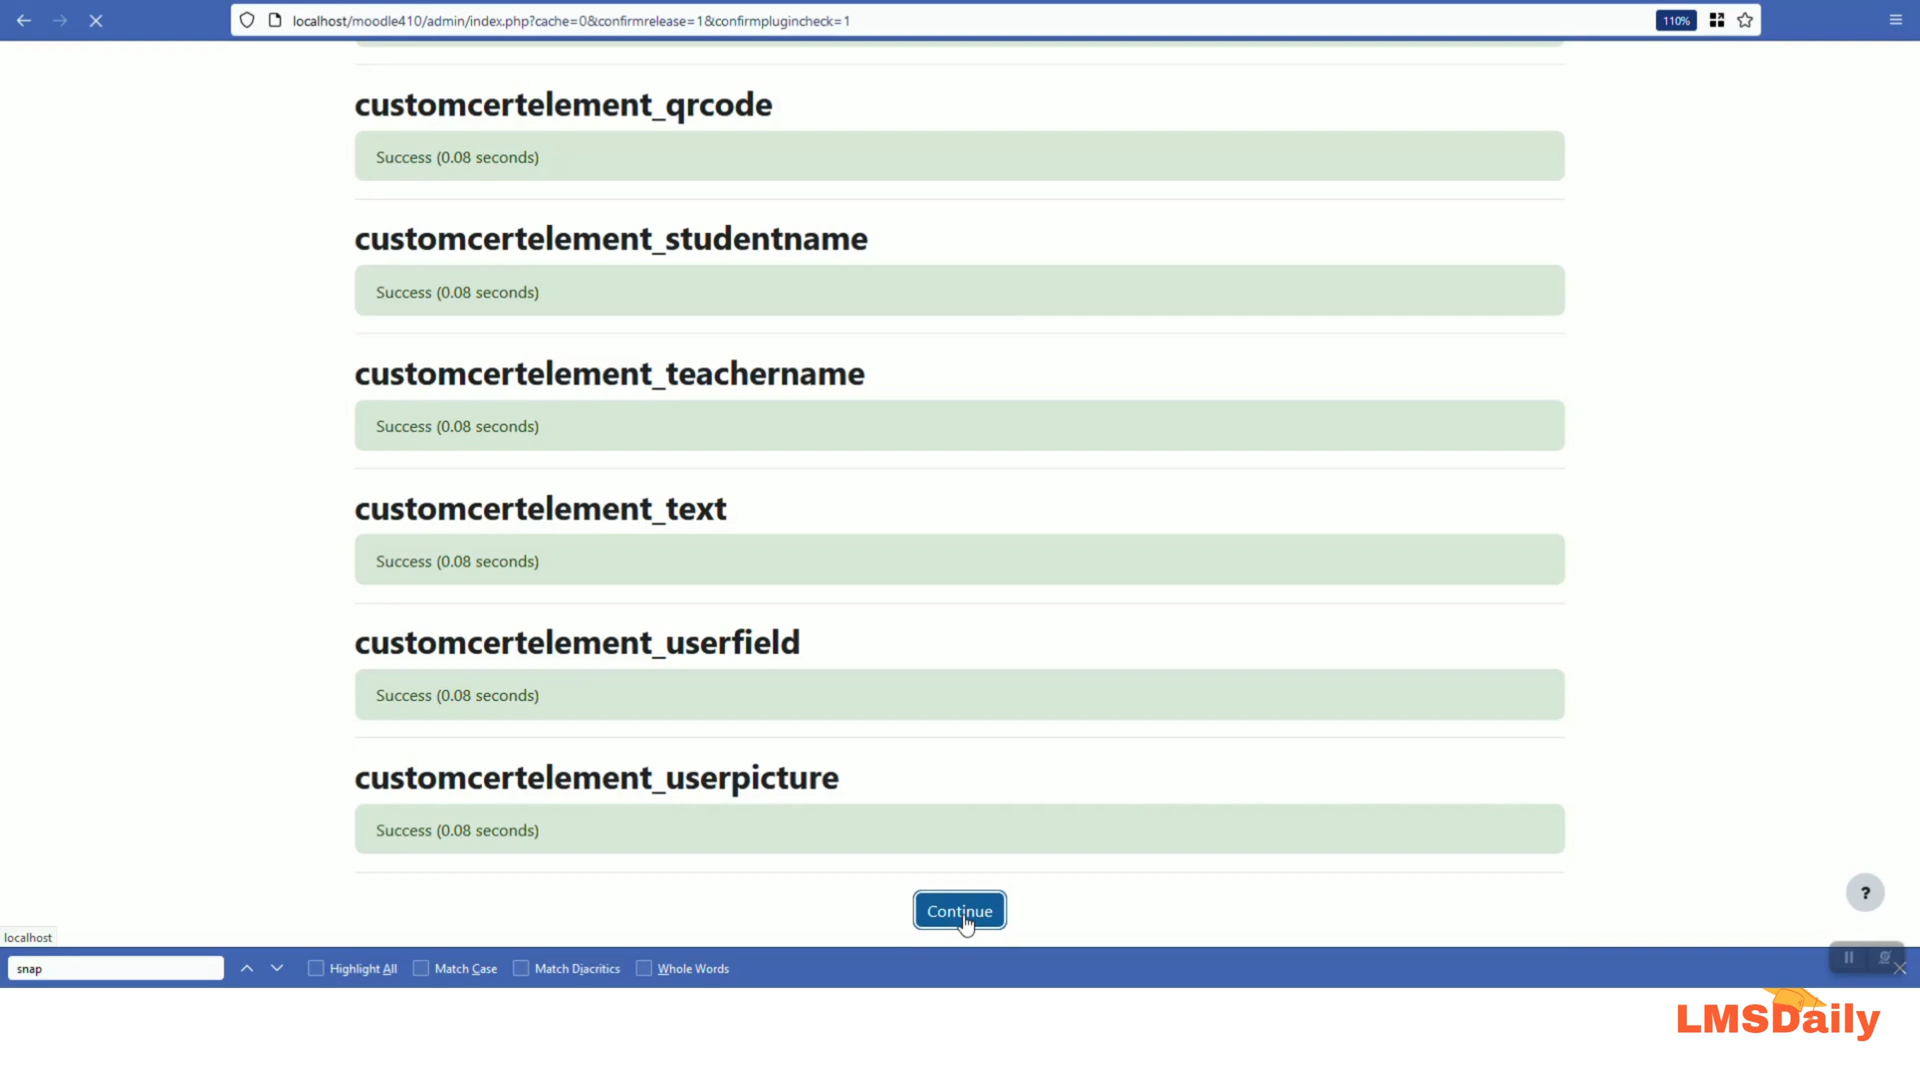 localhost/moodle410/admin/index.php?cache=0&confirmrelease=1&confirmplugincheck=1
110%
customcertelement_qrcode
Success (0.08 seconds)
customcertelement_studentname
Success (0.08 seconds)
customcertelement_teachername
Success (0.08 seconds)
customcertelement_text
Success (0.08 seconds)
customcertelement_userfield
Success (0.08 seconds)
customcertelement_userpicture
Success (0.08 seconds)
?
Continue
localhost
snap Highlight All Match Case Match Diacritics Whole Words
LMSDaily